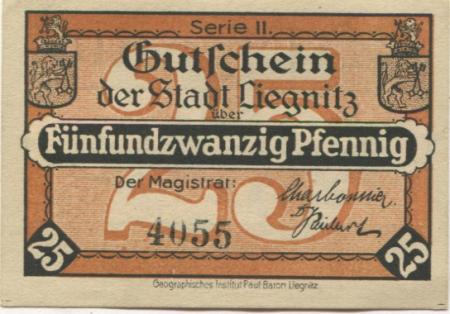 Serie II.
Gutschein
der Stadt Liegnitz
über
Fünfundzwanzig Pfennig
25
Der Magistrat:
Charbonnier.
4055
25
25
Geographisches Institut Paul Baron Liegnitz